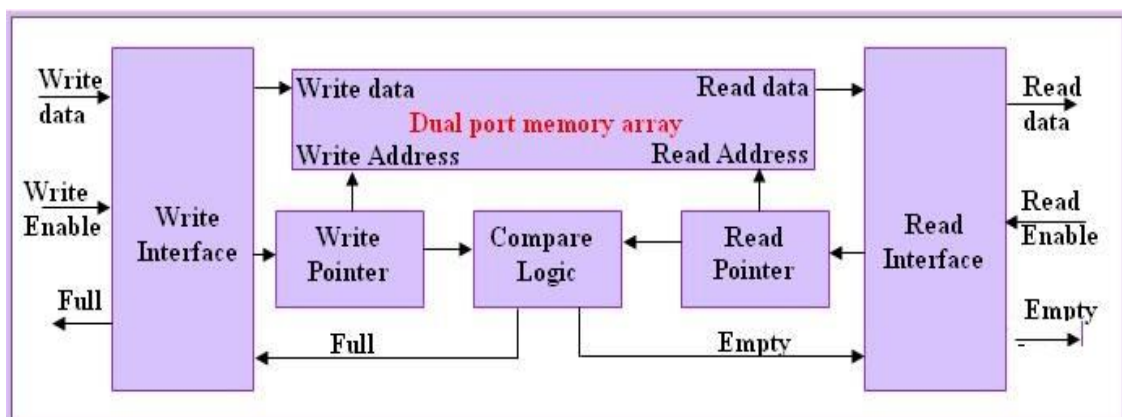 Write
data
Write
Enable
Full
Write
Interface
Write data
Read data
Dual port memory array
Write Address
Read Address
Write
Pointer
Compare
Logic
Read
Pointer
Full
Empty
Read
Interface
Read
data
Read
Enable
Empty